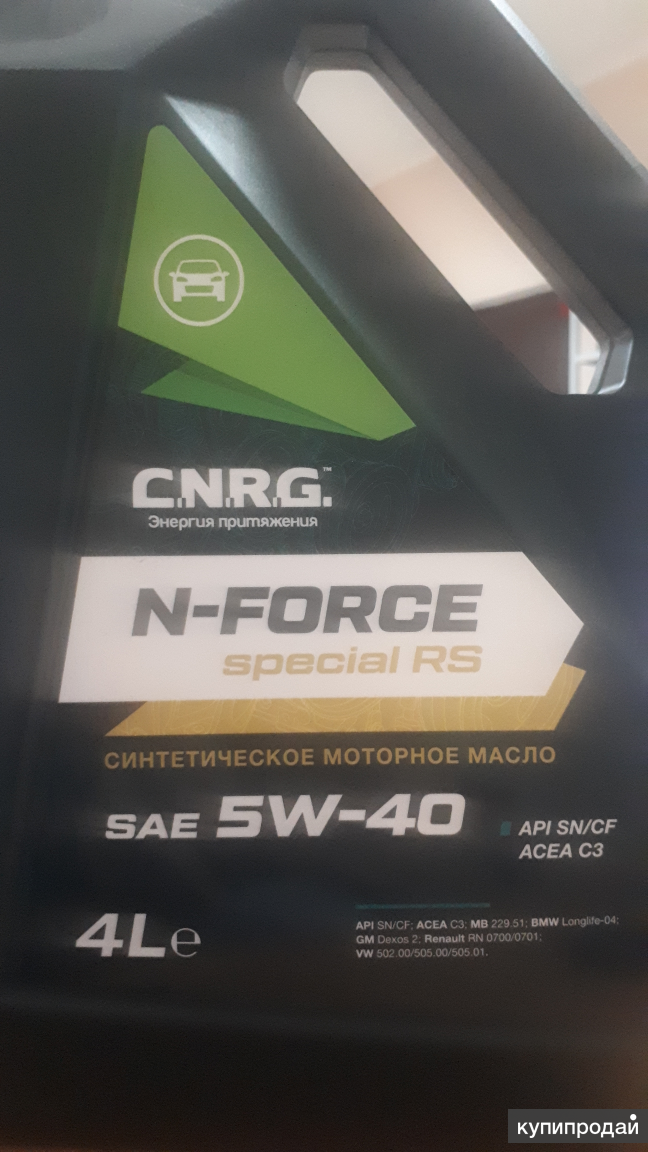 C.N.R.G.™
Энергия притяжения
N-FORCE
special RS
СИНТЕТИЧЕСКОЕ МОТОРНОЕ МАСЛО
SAE 5W-40
API SN/CF
ACEA C3
4L e
API SN/CF; ACEA C3; MB 229.51; BMW Longlife-04;
GM Dexos 2; Renault RN 0700/0701;
VW 502.00/505.00/505.01.
купипродай